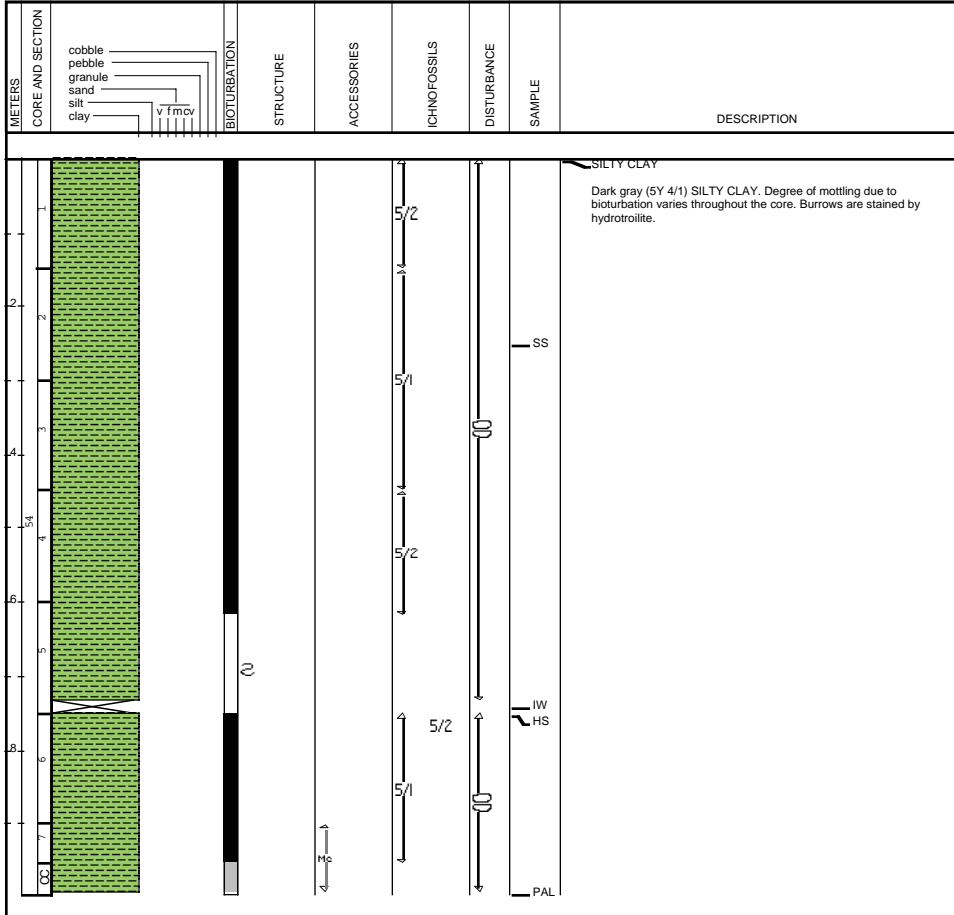 METERS
CORE AND SECTION
cobble
pebble
granule
sand
silt
clay
v f m c v
BIOTURBATION
STRUCTURE
ACCESSORIES
ICHNOFOSSILS
DISTURBANCE
SAMPLE
DESCRIPTION
SILTY CLAY
Dark gray (5Y 4/1) SILTY CLAY. Degree of mottling due to
bioturbation varies throughout the core. Burrows are stained by
hydrotroilite.
1
5/2
2
2
SS
5/1
3
4
54
4
5/2
6
5
IW
HS
5/2
8
6
5/1
7
CC
PAL